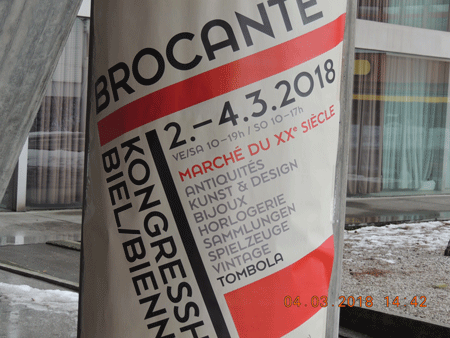 BROCANTE
2.–4.3.2018
VE/SA 10–19h / SO 10–17h
MARCHÉ DU XXe SIÈCLE
ANTIQUITÉS
KUNST & DESIGN
BIJOUX
HORLOGERIE
SAMMLUNGEN
SPIELZEUGE
VINTAGE
TOMBOLA
KONGRESSH
BIEL/BIENN
04.03.2018 14:42